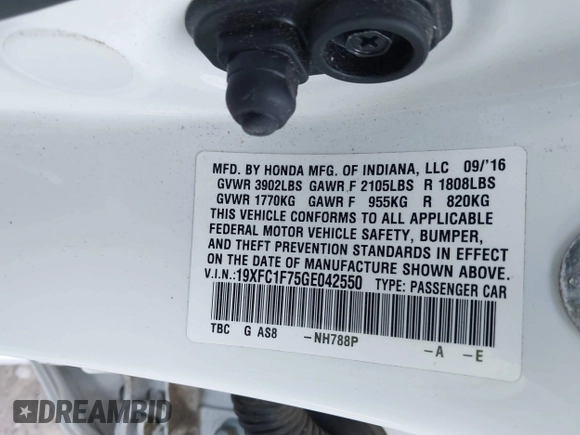 MFD. BY HONDA MFG. OF INDIANA, LLC 09/'16
GVWR 3902LBS GAWR F 2105LBS R 1808LBS
GVWR 1770KG GAWR F 955KG R 820KG
THIS VEHICLE CONFORMS TO ALL APPLICABLE
FEDERAL MOTOR VEHICLE SAFETY, BUMPER,
AND THEFT PREVENTION STANDARDS IN EFFECT
ON THE DATE OF MANUFACTURE SHOWN ABOVE.
V.I.N.:19XFC1F75GE042550 TYPE: PASSENGER CAR
TBC G AS8 –NH788P –A –E
DREAMBID